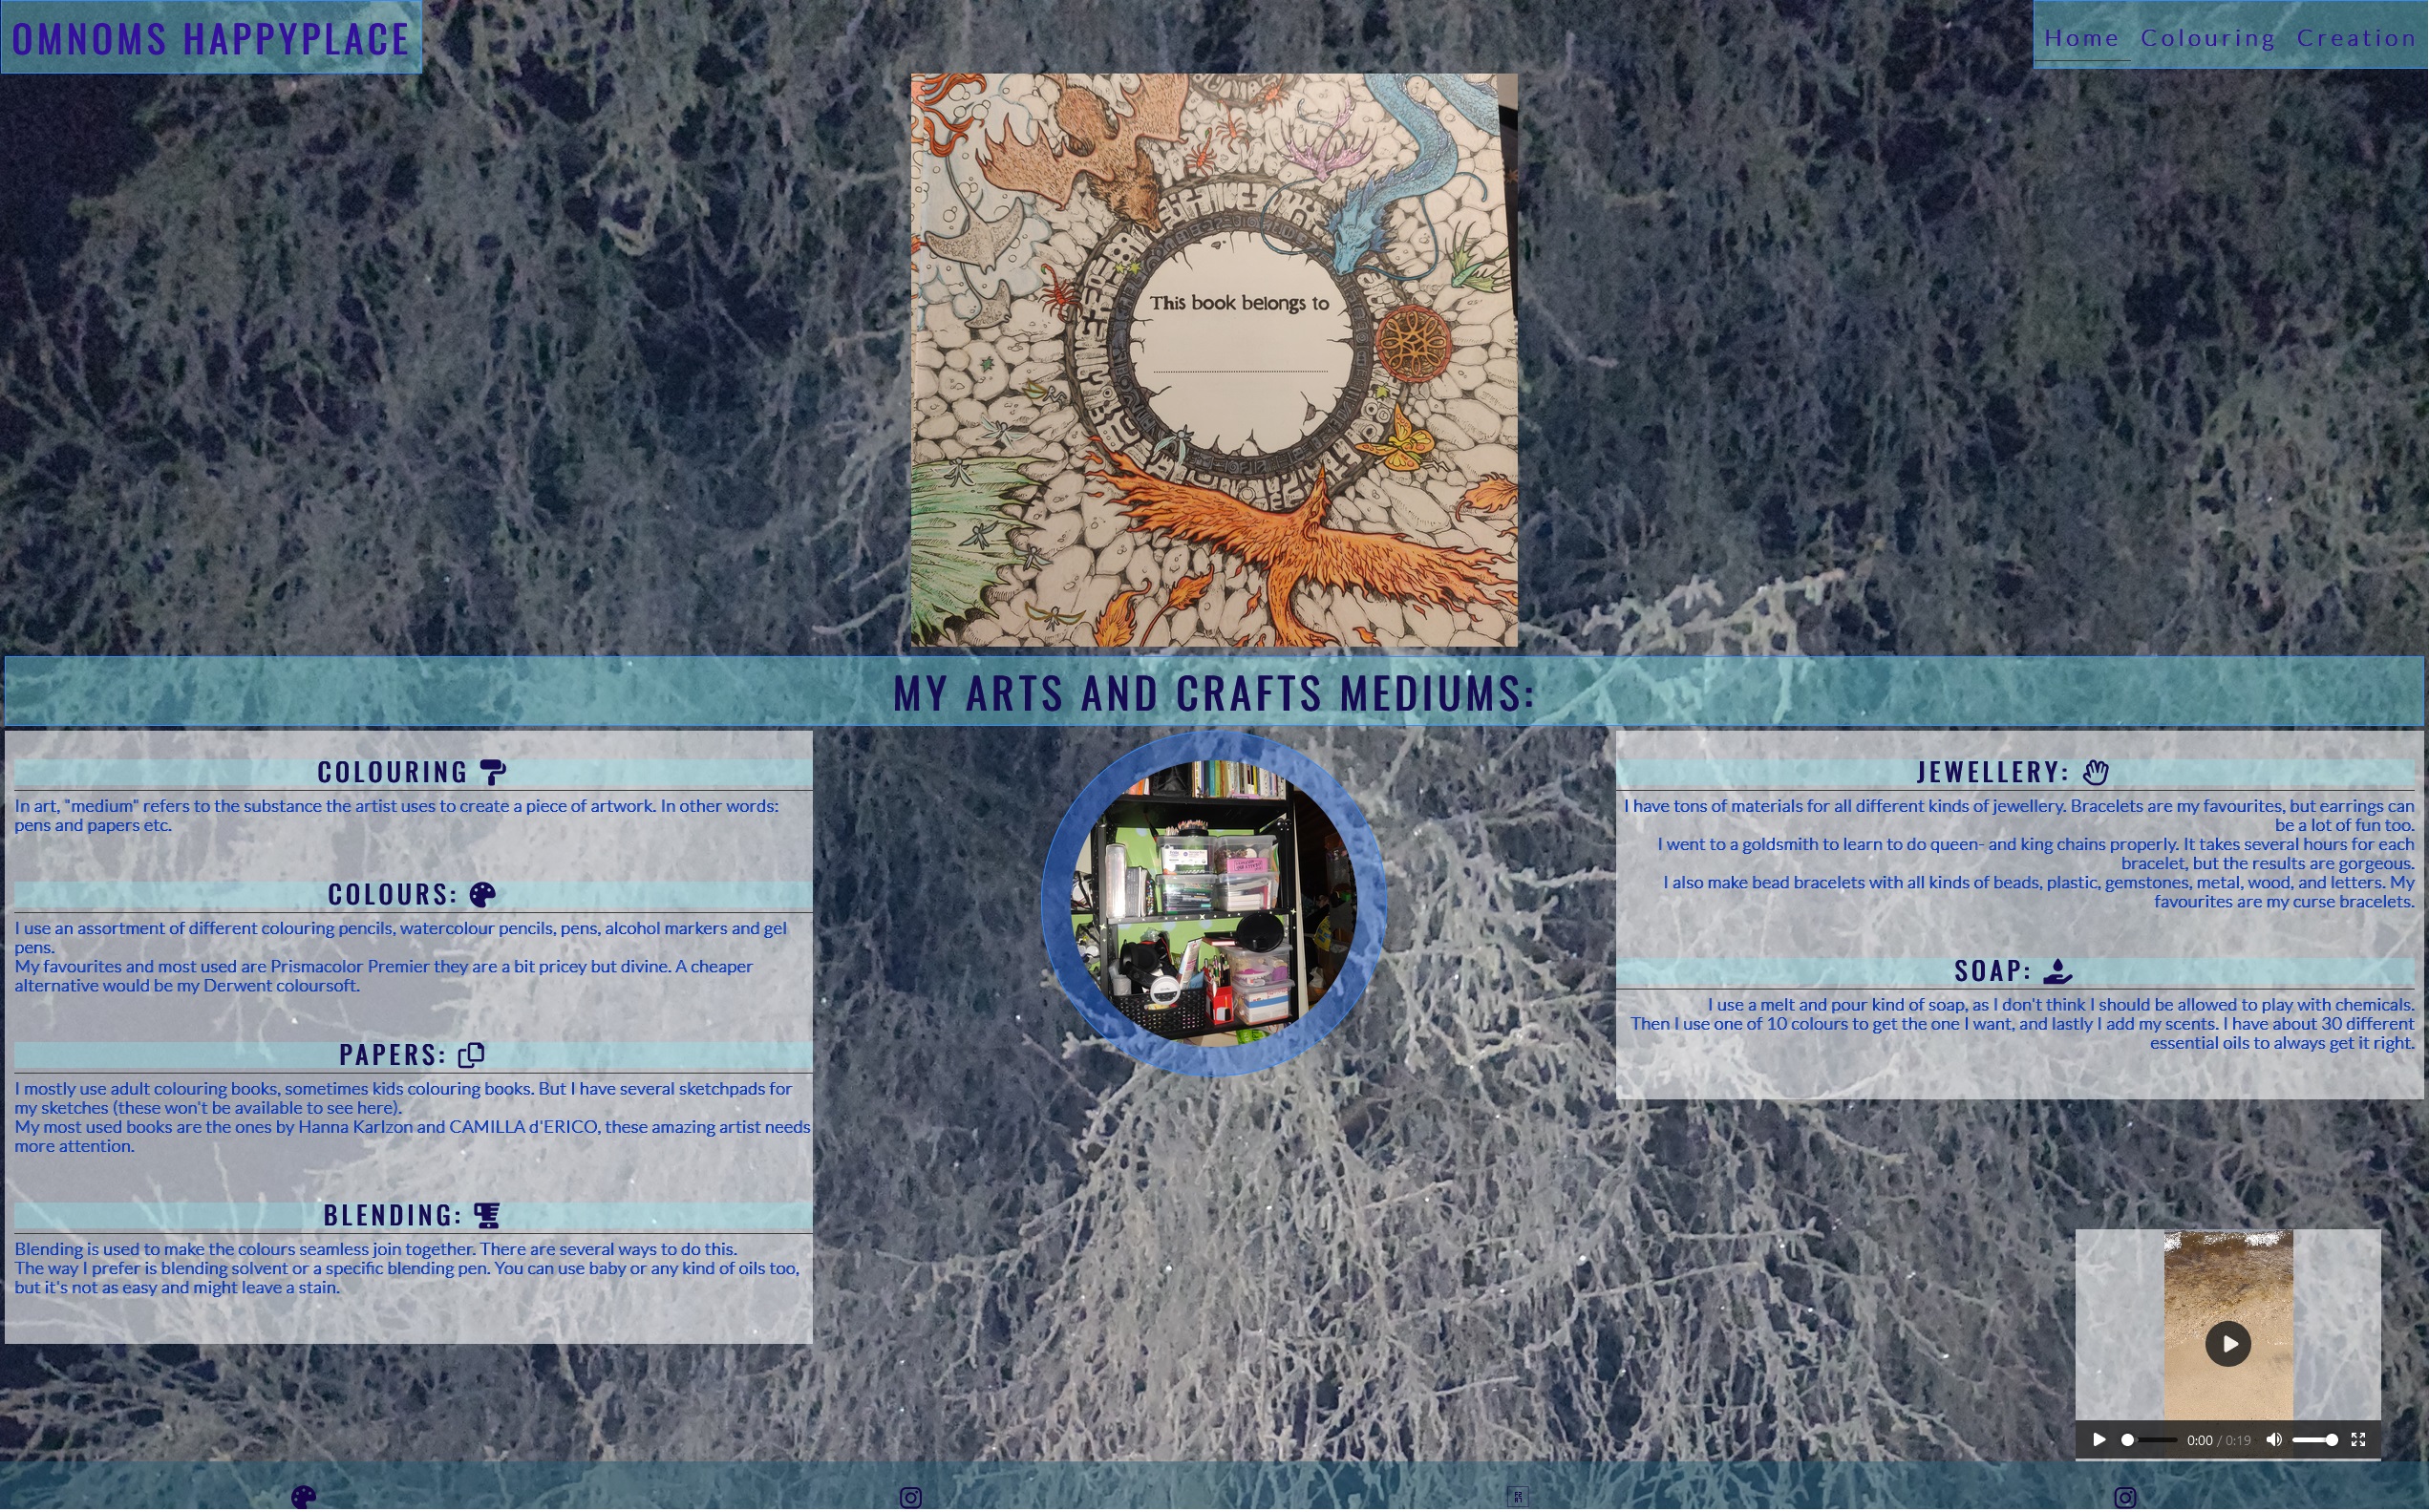 OMNOMS HAPPYPLACE
Home Colouring Creation
This book belongs to
MY ARTS AND CRAFTS MEDIUMS:
COLOURING
In art, "medium" refers to the substance the artist uses to create a piece of artwork. In other words:
pens and papers etc.
COLOURS:
I use an assortment of different colouring pencils, watercolour pencils, pens, alcohol markers and gel
pens.
My favourites and most used are Prismacolor Premier they are a bit pricey but divine. A cheaper
alternative would be my Derwent coloursoft.
PAPERS:
I mostly use adult colouring books, sometimes kids colouring books. But I have several sketchpads for
my sketches (these won't be available to see here).
My most used books are the ones by Hanna Karlzon and CAMILLA d'ERICO, these amazing artist needs
more attention.
BLENDING:
Blending is used to make the colours seamless join together. There are several ways to do this.
The way I prefer is blending solvent or a specific blending pen. You can use baby or any kind of oils too,
but it's not as easy and might leave a stain.
JEWELLERY:
I have tons of materials for all different kinds of jewellery. Bracelets are my favourites, but earrings can
be a lot of fun too.
I went to a goldsmith to learn to do queen- and king chains properly. It takes several hours for each
bracelet, but the results are gorgeous.
I also make bead bracelets with all kinds of beads, plastic, gemstones, metal, wood, and letters. My
favourites are my curse bracelets.
SOAP:
I use a melt and pour kind of soap, as I don't think I should be allowed to play with chemicals.
Then I use one of 10 colours to get the one I want, and lastly I add my scents. I have about 30 different
essential oils to always get it right.
0:00 / 0:19